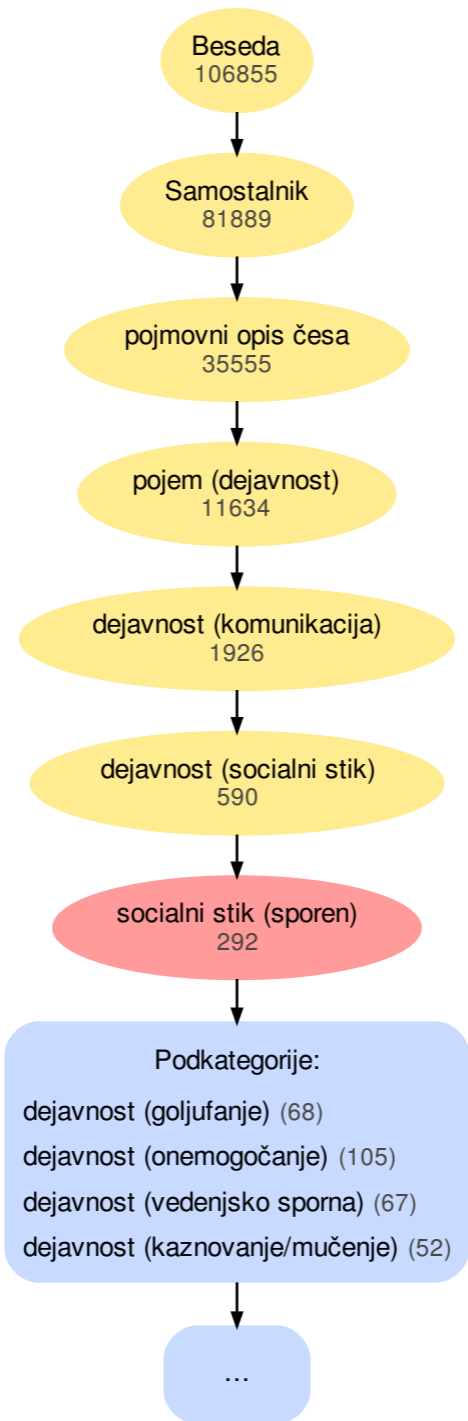 Beseda
106855
Samostalnik
81889
pojmovni opis česa
35555
pojem (dejavnost)
11634
dejavnost (komunikacija)
1926
dejavnost (socialni stik)
590
socialni stik (sporen)
292
Podkategorije:
dejavnost (goljufanje) (68)
dejavnost (onemogočanje) (105)
dejavnost (vedenjsko sporna) (67)
dejavnost (kaznovanje/mučenje) (52)
...